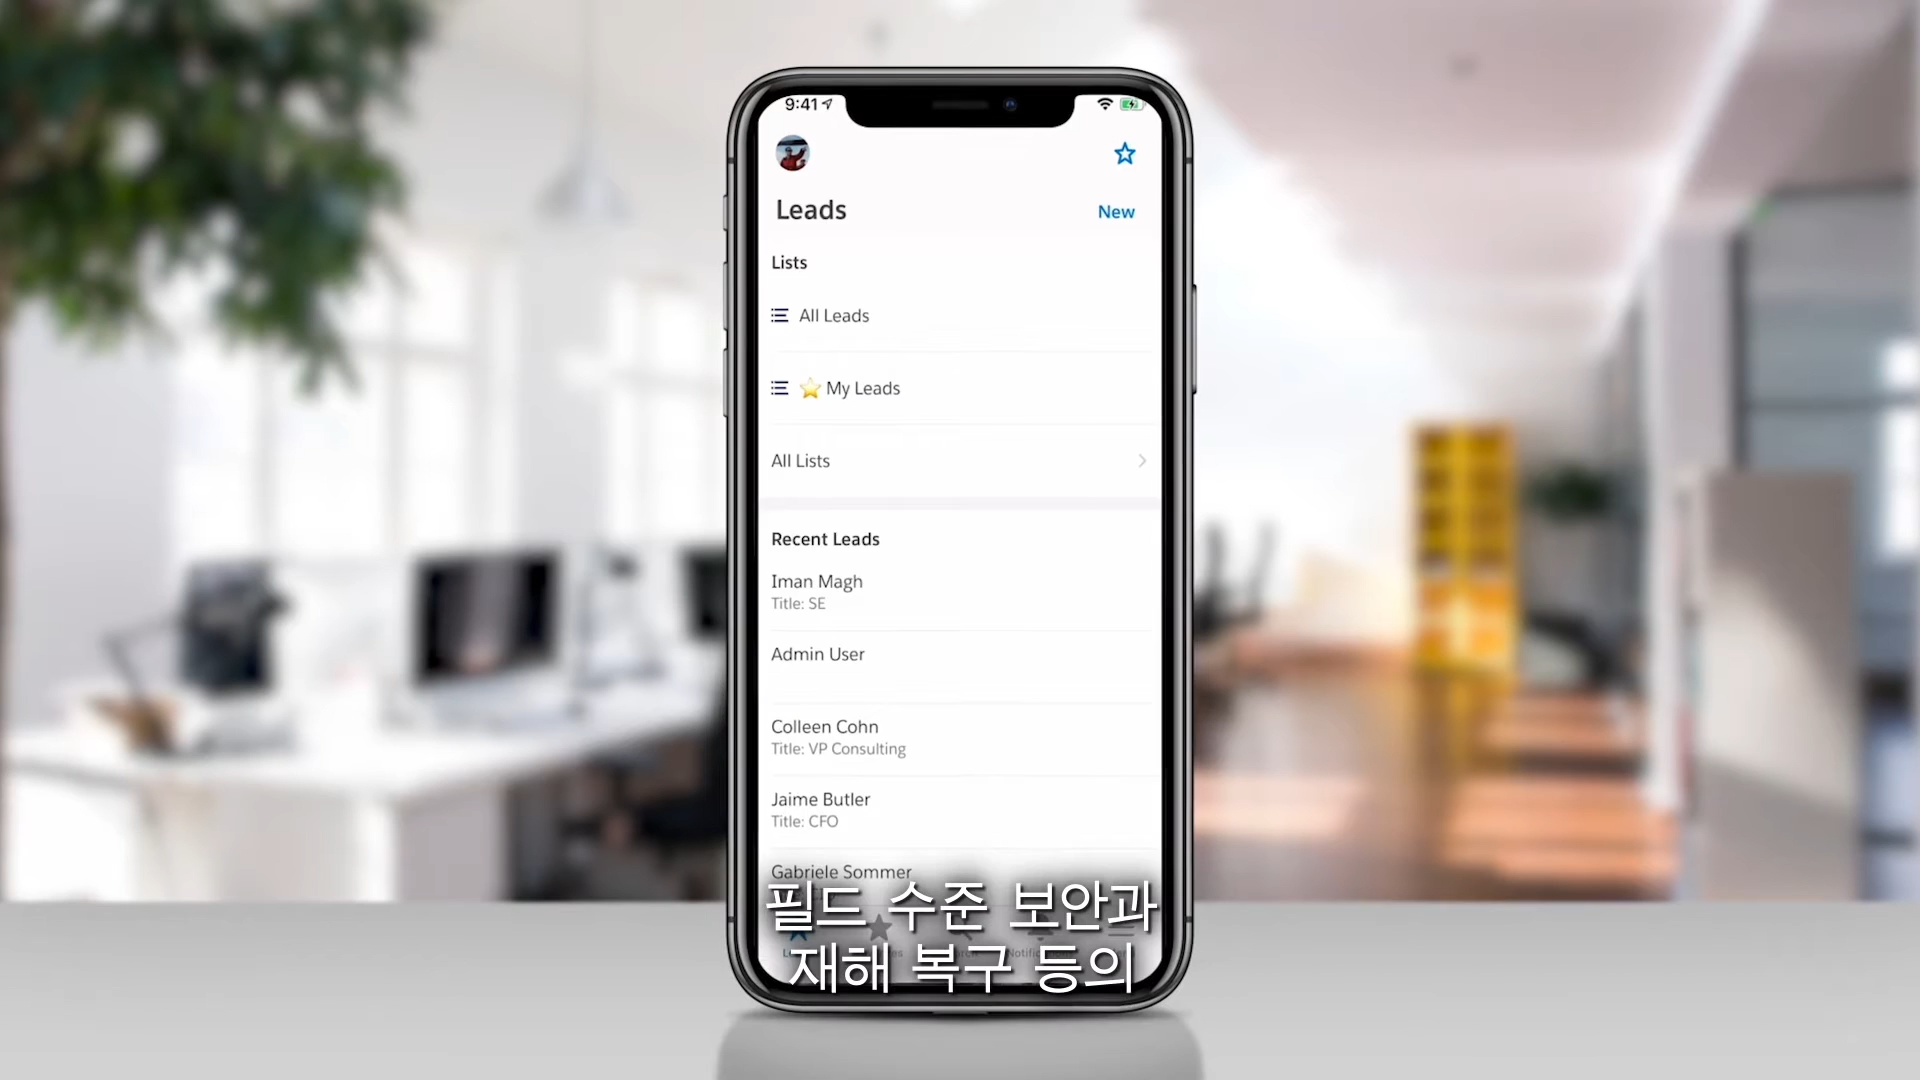 9:41
Leads
New
Lists
All Leads
⭐ My Leads
All Lists
Recent Leads
Iman Magh
Title: SE
Admin User
Colleen Cohn
Title: VP Consulting
Jaime Butler
Title: CFO
Gabriele Sommer
필드 수준 보안과
재해 복구 등의